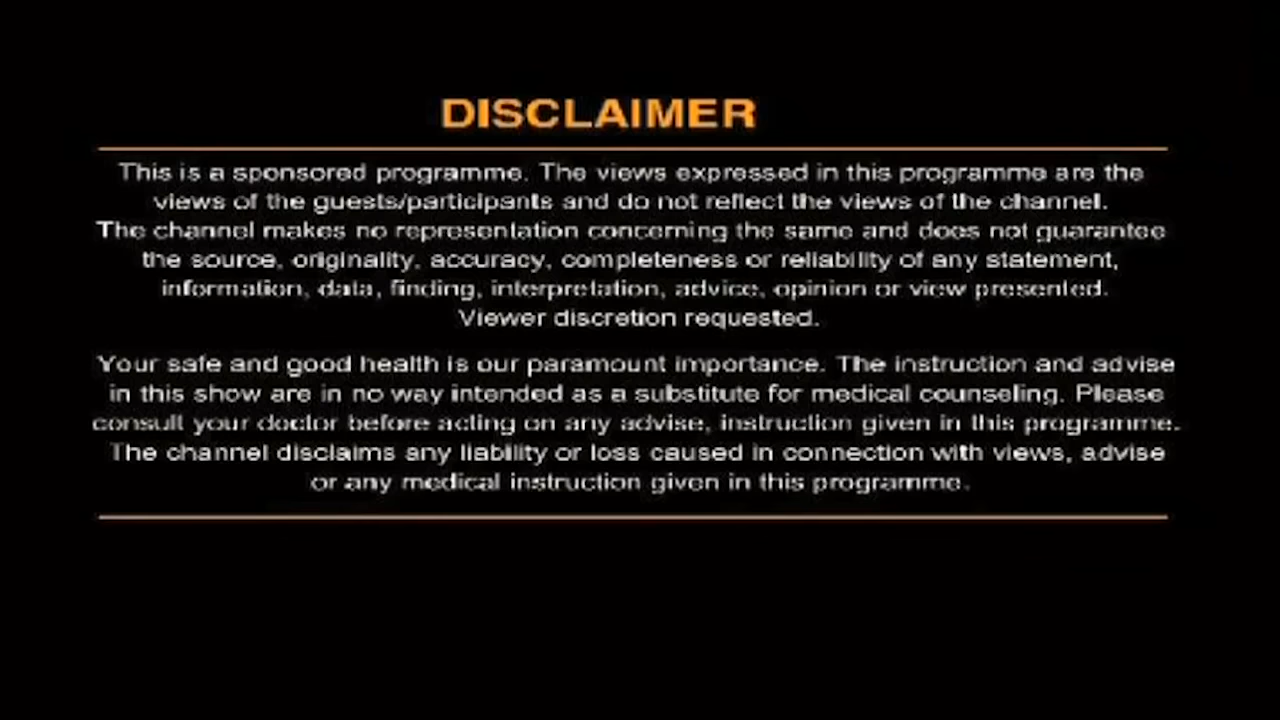 DISCLAIMER
This is a sponsored programme. The views expressed in this programme are the
views of the guests/participants and do not reflect the views of the channel.
The channel makes no representation concerning the same and does not guarantee
the source, originality, accuracy, completeness or reliability of any statement,
information, data, finding, interpretation, advice, opinion or view presented.
Viewer discretion requested.
Your safe and good health is our paramount importance. The instruction and advise
in this show are in no way intended as a substitute for medical counseling. Please
consult your doctor before acting on any advise, instruction given in this programme.
The channel disclaims any liability or loss caused in connection with views, advise
or any medical instruction given in this programme.